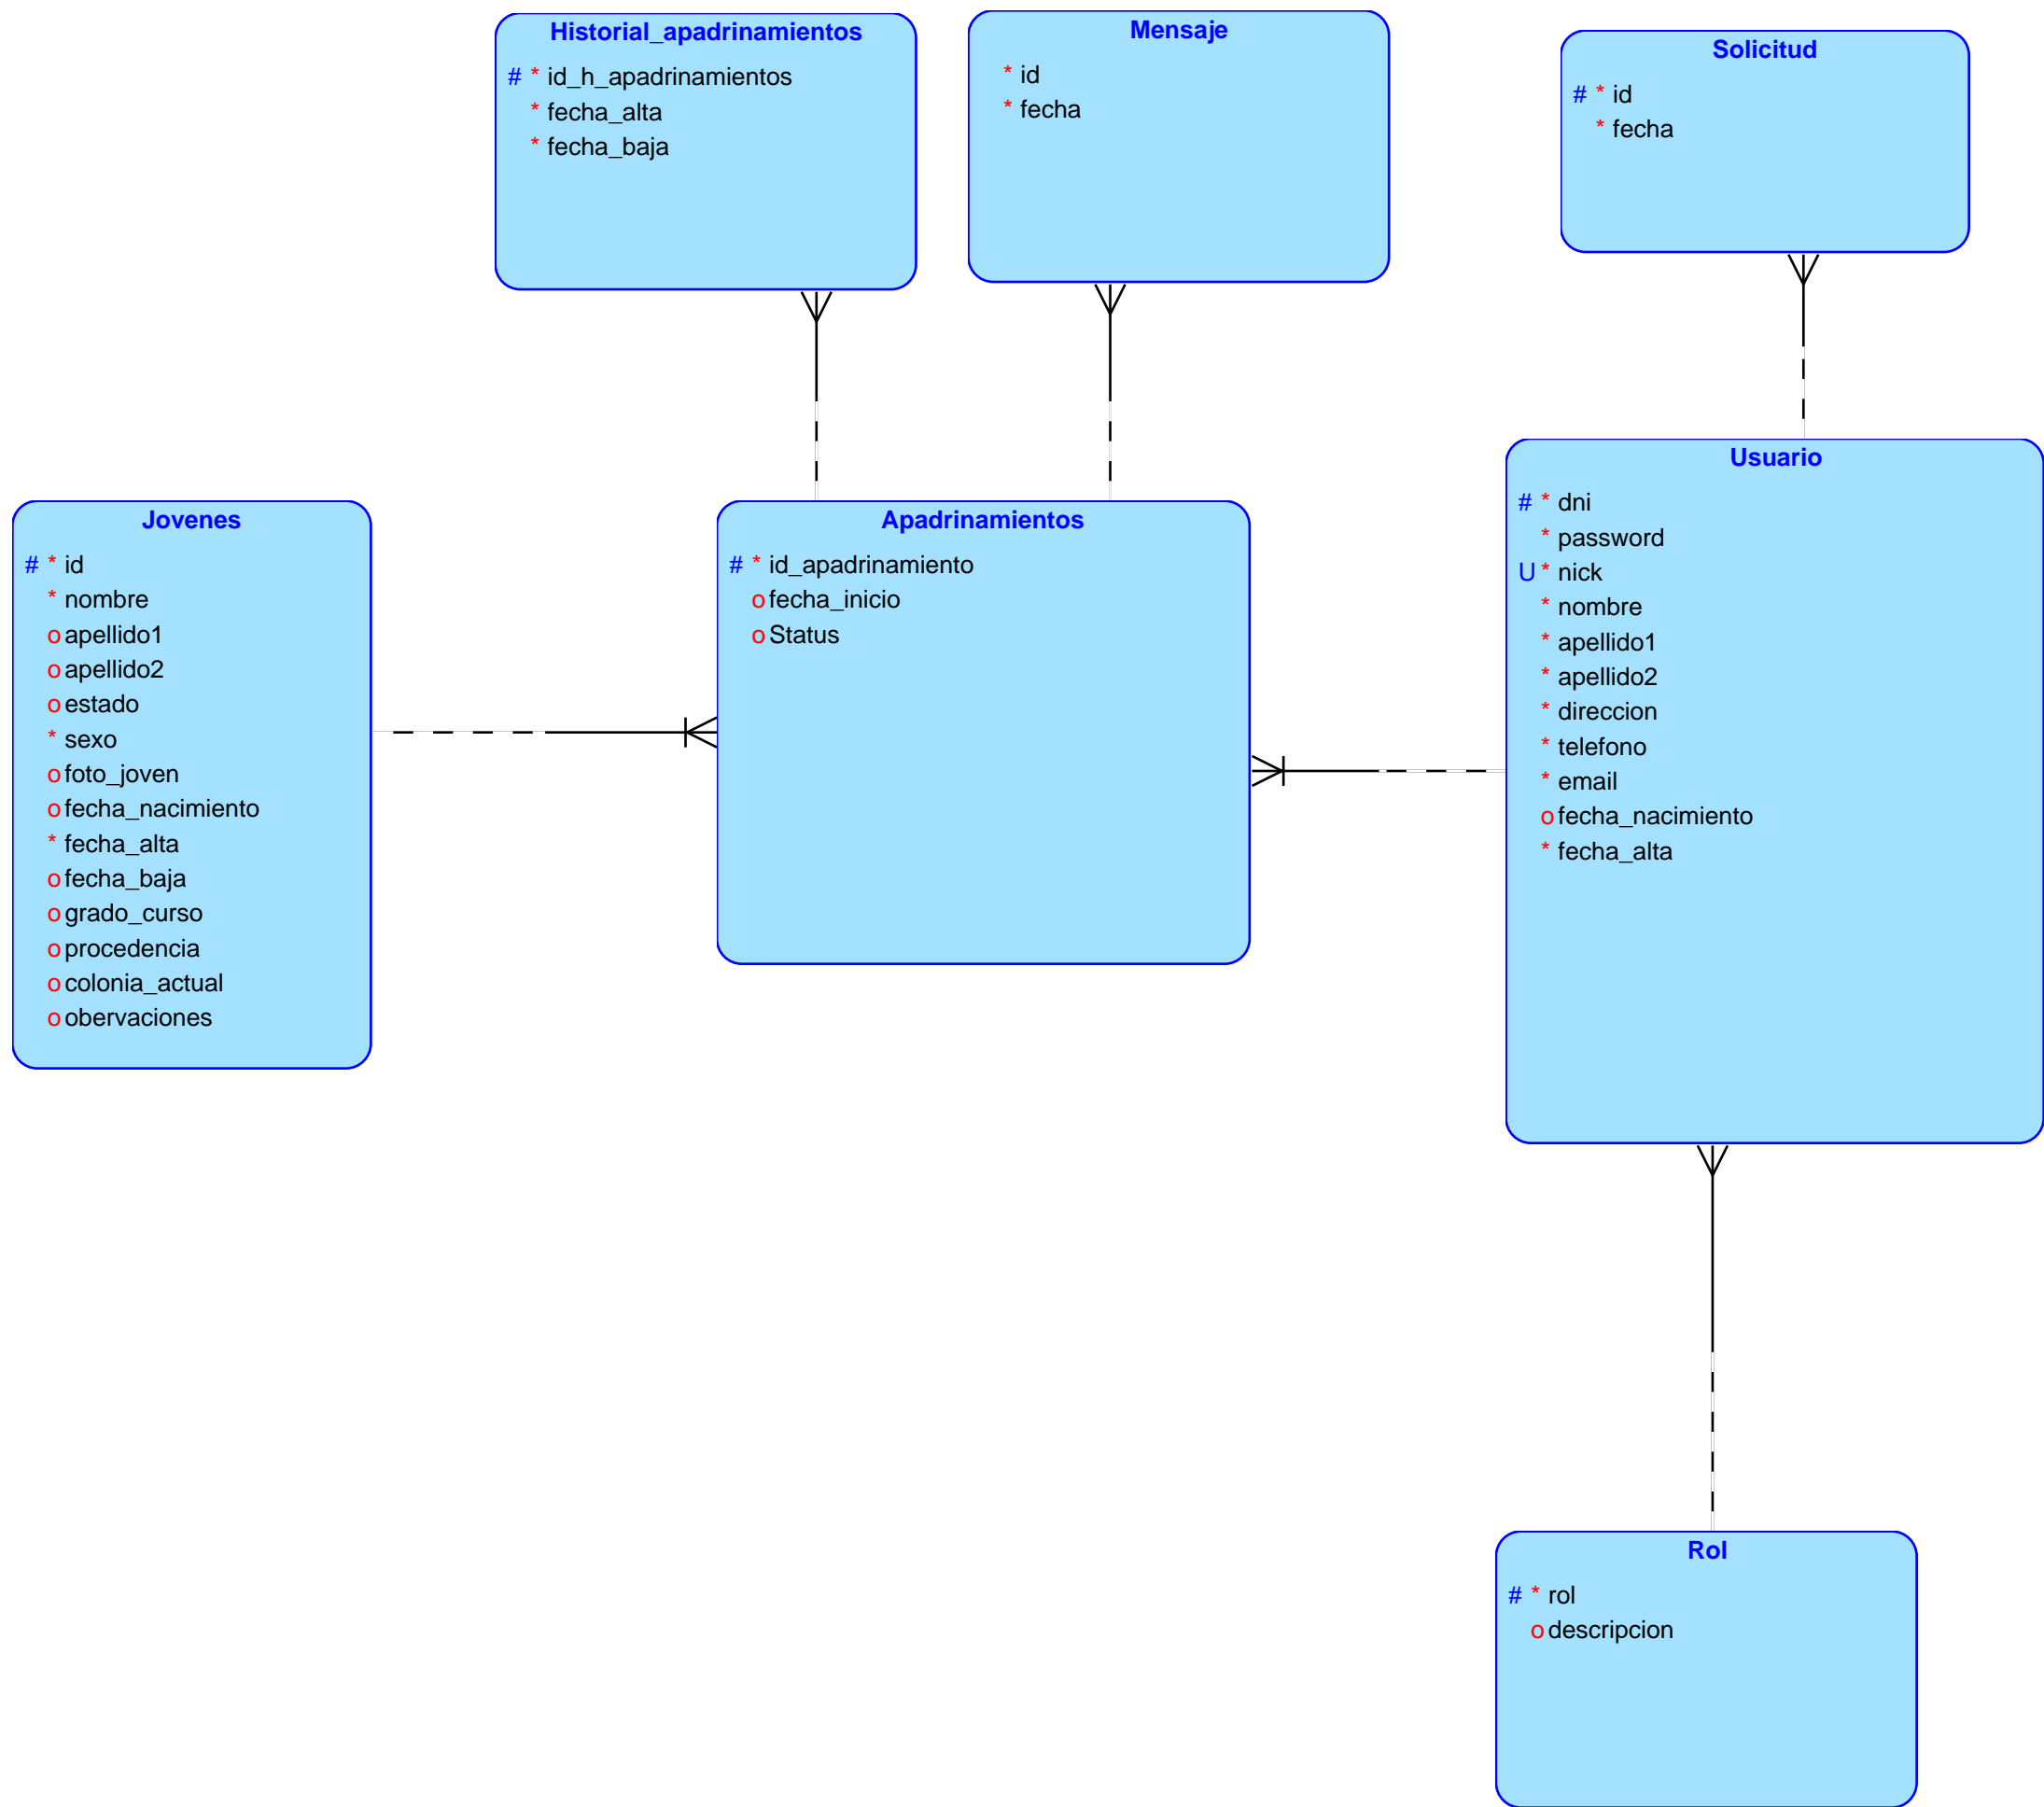 Historial_apadrinamientos
# * id_h_apadrinamientos
* fecha_alta
* fecha_baja
Mensaje
* id
* fecha
Solicitud
# * id
* fecha
Jovenes
# * id
* nombre
o apellido1
o apellido2
o estado
* sexo
o foto_joven
o fecha_nacimiento
* fecha_alta
o fecha_baja
o grado_curso
o procedencia
o colonia_actual
o obervaciones
Apadrinamientos
# * id_apadrinamiento
o fecha_inicio
o Status
Usuario
# * dni
* password
U * nick
* nombre
* apellido1
* apellido2
* direccion
* telefono
* email
o fecha_nacimiento
* fecha_alta
Rol
# * rol
o descripcion